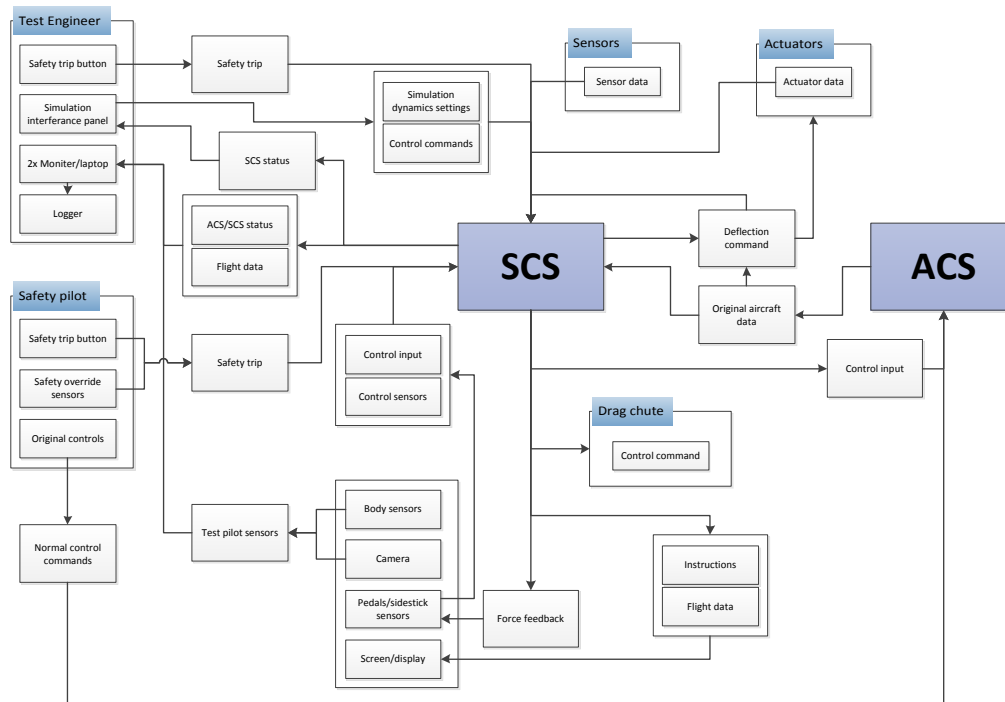 Test Engineer
Safety trip button
Simulation
interferance panel
2x Moniter/laptop
Logger
Safety trip
SCS status
ACS/SCS status
Flight data
Simulation
dynamics settings
Control commands
Sensors
Sensor data
Actuators
Actuator data
SCS
Deflection
command
Original aircraft
data
ACS
Control input
Safety pilot
Safety trip button
Safety override
sensors
Original controls
Safety trip
Control input
Control sensors
Drag chute
Control command
Normal control
commands
Test pilot sensors
Body sensors
Camera
Pedals/sidestick
sensors
Screen/display
Force feedback
Instructions
Flight data